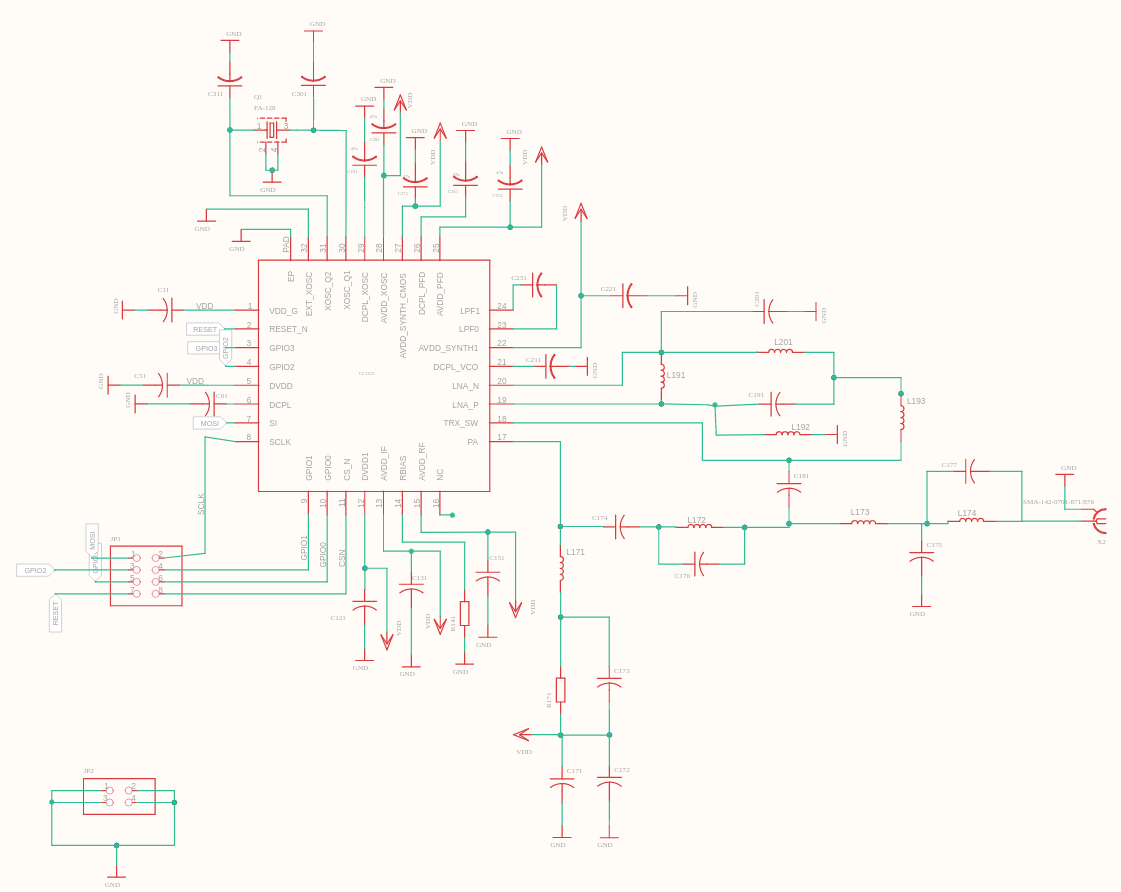 GND
GND
C311
C301
Q1
FA-128
1
3
2
4
GND
GND
GND
VDD
47n
GND
VDD
GND
GND
VDD
47n
47n
VDD
GND
GND
PAD
32
31
30
29
28
27
26
25
EP
EXT_XOSC
XOSC_Q2
XOSC_Q1
DCPL_XOSC
AVDD_XOSC
AVDD_SYNTH_CMOS
DCPL_PFD
AVDD_PFD
GND
C11
VDD
1
VDD_G
RESET
2
RESET_N
GPIO3
3
GPIO3
GPIO2
4
GPIO2
GND
C51
VDD
5
DVDD
GND
C61
6
DCPL
MOSI
7
SI
8
SCLK
LPF1
24
LPF0
23
AVDD_SYNTH1
22
DCPL_VCO
21
LNA_N
20
LNA_P
19
TRX_SW
18
PA
17
GPIO1
GPIO0
CS_N
DVDD1
AVDD_IF
RBIAS
AVDD_RF
NC
9
10
11
12
13
14
15
16
C231
C221
GND
C211
GND
C201
GND
L201
L191
C191
L192
GND
L193
C181
C177
GND
SMA-142-0701-871/876
X2
C174
L172
C176
L173
L174
C175
GND
L171
SCLK
GPIO1
GPIO0
CSN
MOSI
JP1
1
2
3
4
5
6
7
8
GPIO2
RESET
C121
GND
VDD
C131
GND
VDD
R141
GND
C151
GND
VDD
R171
C173
VDD
C171
C172
GND
GND
JP2
1
2
3
4
GND